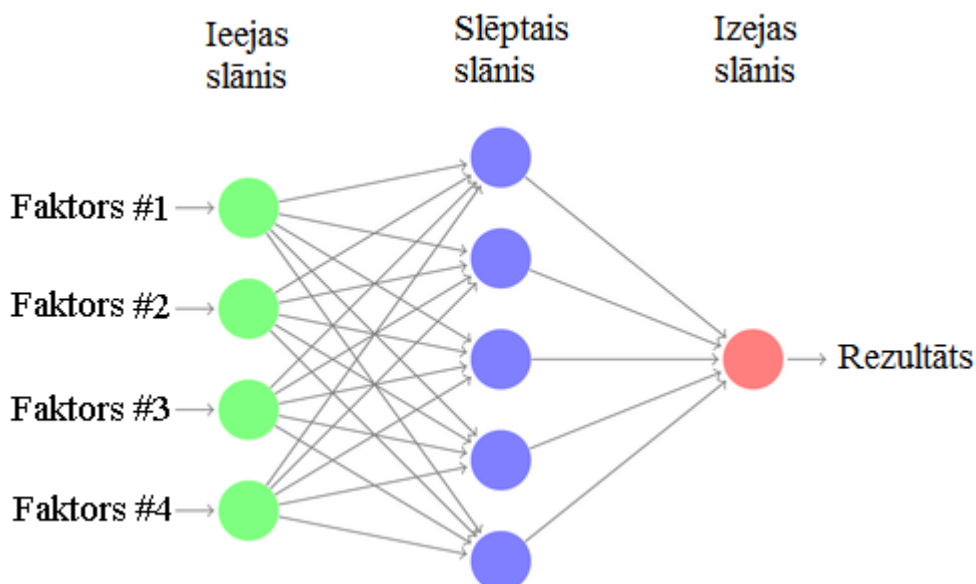 Ieejas
slānis
Slēptais
slānis
Izejas
slānis
Faktors #1
Faktors #2
Faktors #3
Faktors #4
Rezultāts